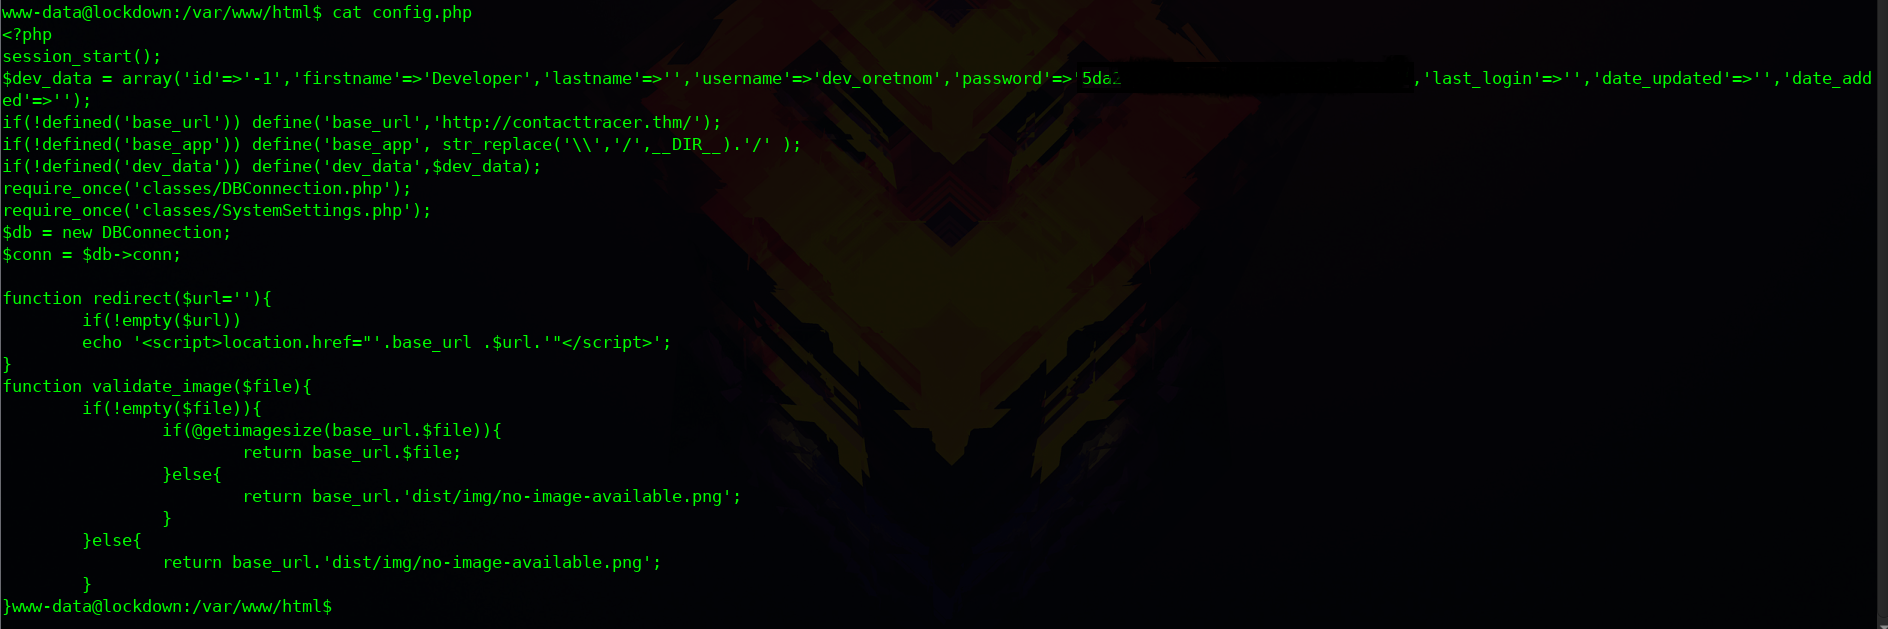 www-data@lockdown:/var/www/html$ cat config.php
<?php
session_start();
$dev_data = array('id'=>'-1','firstname'=>'Developer','lastname'=>'','username'=>'dev_oretnom','password'=>'5da ,'last_login'=>'','date_updated'=>'','date_add
ed'=>'');
if(!defined('base_url')) define('base_url','http://contacttracer.thm/');
if(!defined('base_app')) define('base_app', str_replace('\\','/',__DIR__).'/' );
if(!defined('dev_data')) define('dev_data',$dev_data);
require_once('classes/DBConnection.php');
require_once('classes/SystemSettings.php');
$db = new DBConnection;
$conn = $db->conn;
function redirect($url=''){
        if(!empty($url))
        echo '<script>location.href="'.base_url .$url.'"</script>';
}
function validate_image($file){
        if(!empty($file)){
                if(@getimagesize(base_url.$file)){
                        return base_url.$file;
                }else{
                        return base_url.'dist/img/no-image-available.png';
                }
        }else{
                return base_url.'dist/img/no-image-available.png';
        }
}www-data@lockdown:/var/www/html$